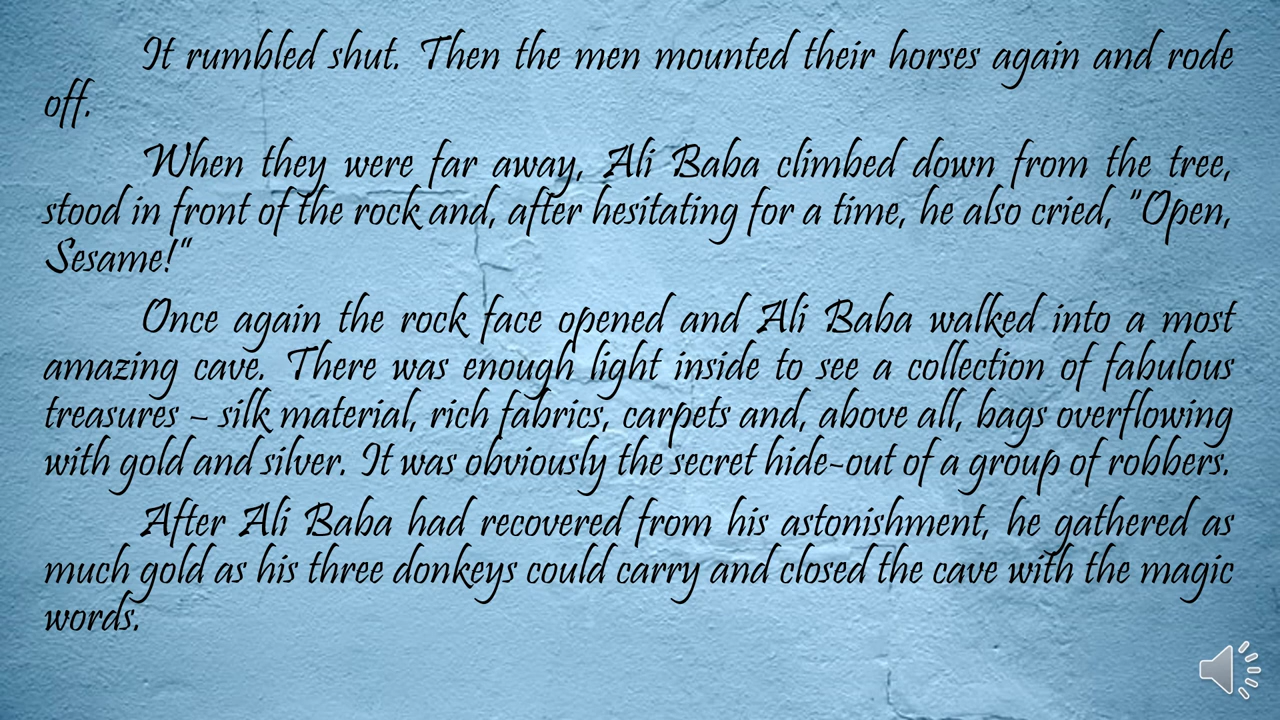 It rumbled shut. Then the men mounted their horses again and rode
off.
When they were far away, Ali Baba climbed down from the tree,
stood in front of the rock and, after hesitating for a time, he also cried, “Open,
Sesame!“
Once again the rock face opened and Ali Baba walked into a most
amazing cave. There was enough light inside to see a collection of fabulous
treasures – silk material, rich fabrics, carpets and, above all, bags overflowing
with gold and silver. It was obviously the secret hide-out of a group of robbers.
After Ali Baba had recovered from his astonishment, he gathered as
much gold as his three donkeys could carry and closed the cave with the magic
words.